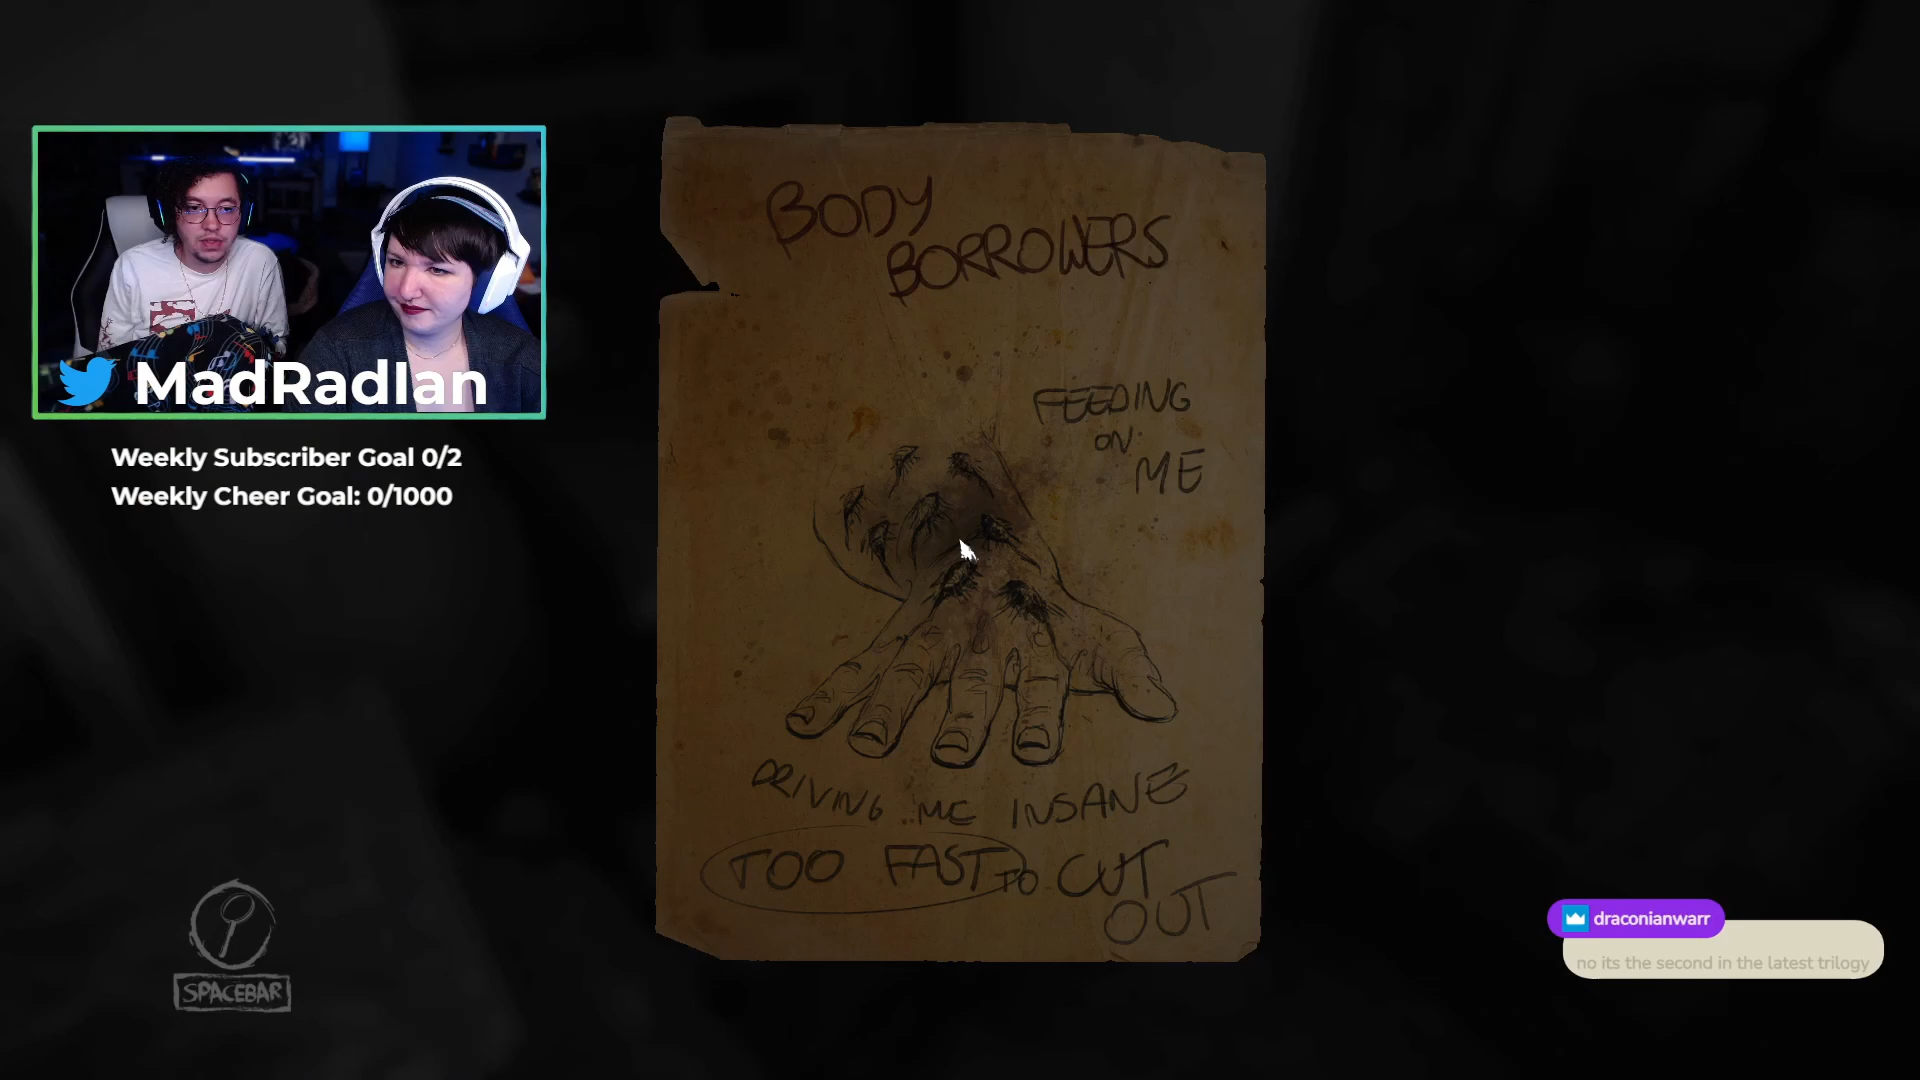 MadRadIan
Weekly Subscriber Goal 0/2
Weekly Cheer Goal: 0/1000
BODY
BORROWERS
FEEDING
ON
ME
DRIVING ME INSANE
TOO FAST TO CUT
OUT
SPACEBAR
draconianwarr
no its the second in the latest trilogy